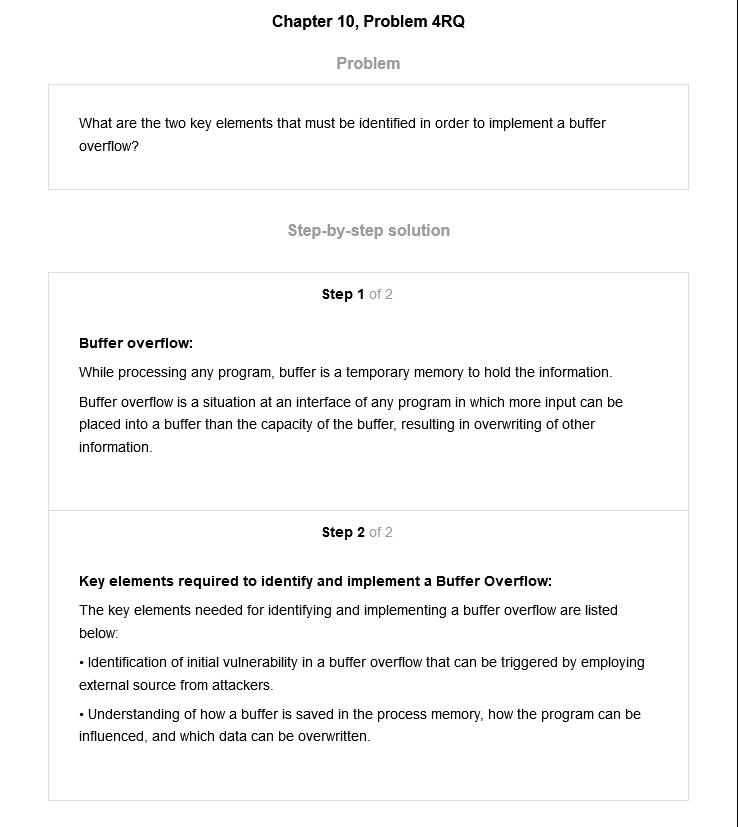 Chapter 10, Problem 4RQ
Problem
What are the two key elements that must be identified in order to implement a buffer
overflow?
Step-by-step solution
Step 1 of 2
Buffer overflow:
While processing any program, buffer is a temporary memory to hold the information.
Buffer overflow is a situation at an interface of any program in which more input can be
placed into a buffer than the capacity of the buffer, resulting in overwriting of other
information.
Step 2 of 2
Key elements required to identify and implement a Buffer Overflow:
The key elements needed for identifying and implementing a buffer overflow are listed
below:
• Identification of initial vulnerability in a buffer overflow that can be triggered by employing
external source from attackers.
• Understanding of how a buffer is saved in the process memory, how the program can be
influenced, and which data can be overwritten.